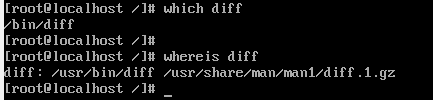 [root@localhost /]# which diff
/bin/diff
[root@localhost /]#
[root@localhost /]# whereis diff
diff: /usr/bin/diff /usr/share/man/man1/diff.1.gz
[root@localhost /]# _